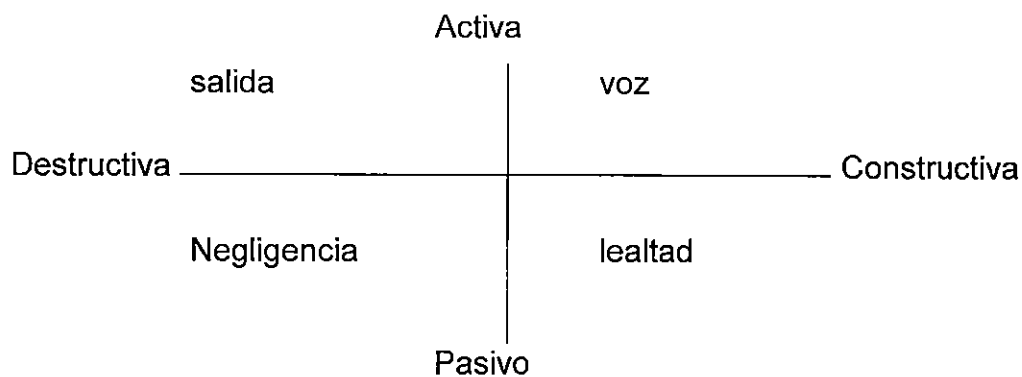 Activa
salida voz
Destructiva Constructiva
Negligencia lealtad
Pasivo